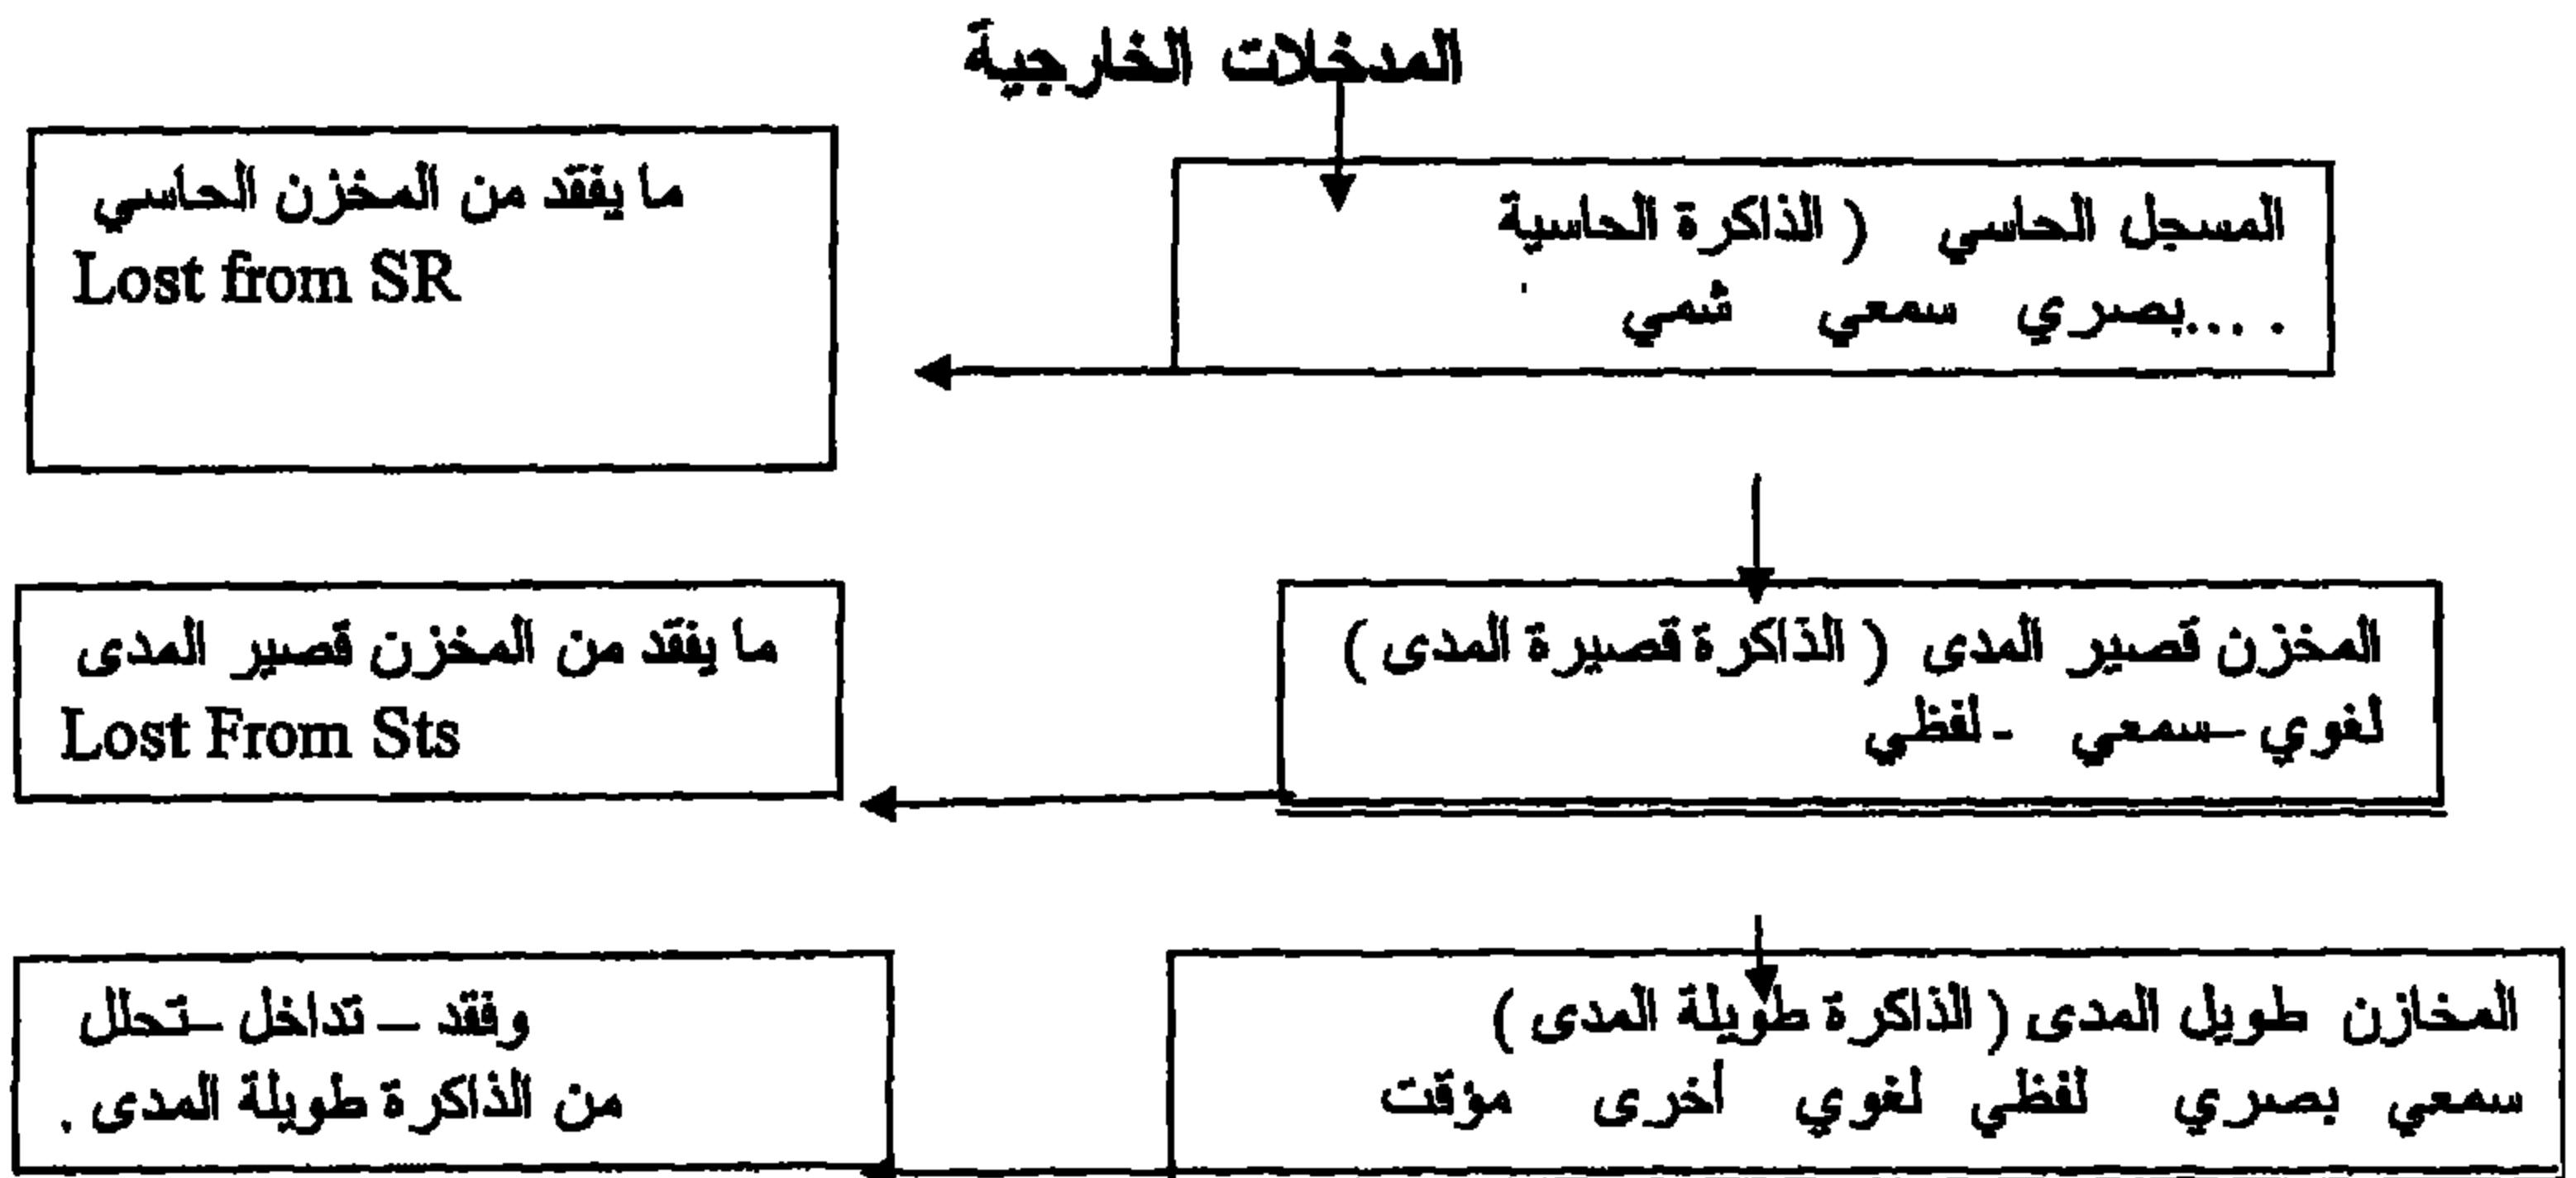 المدخلات الخارجية
المسجل الحاسي ( الذاكرة الحاسية
بصري سمعي شمي ....
ما يفقد من المخزن الحاسي
Lost from SR
المخزن قصير المدى ( الذاكرة قصيرة المدى )
لغوي –سمعي - لفظي
ما يفقد من المخزن قصير المدى
Lost From Sts
المخازن طويل المدى ( الذاكرة طويلة المدى )
سمعي بصري لفظي لغوي أخرى مؤقت
وفقد – تداخل –تحلل
من الذاكرة طويلة المدى .